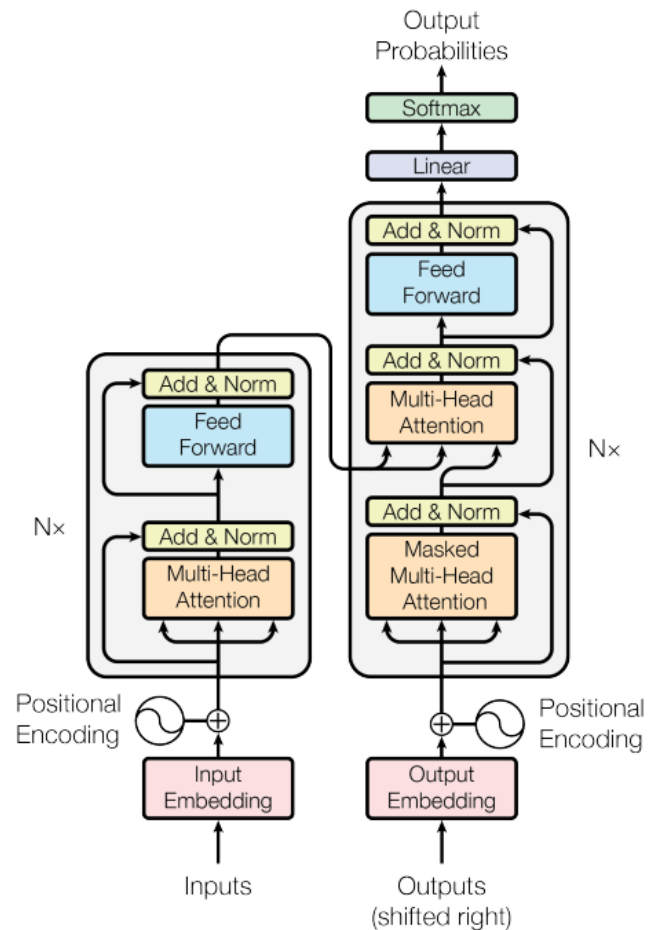 Output
Probabilities
Softmax
Linear
Add & Norm
Feed
Forward
Add & Norm
Multi-Head
Attention
Add & Norm
Masked
Multi-Head
Attention
N×
Add & Norm
Feed
Forward
Add & Norm
Multi-Head
Attention
N×
Positional
Encoding
Positional
Encoding
Input
Embedding
Output
Embedding
Inputs
Outputs
(shifted right)